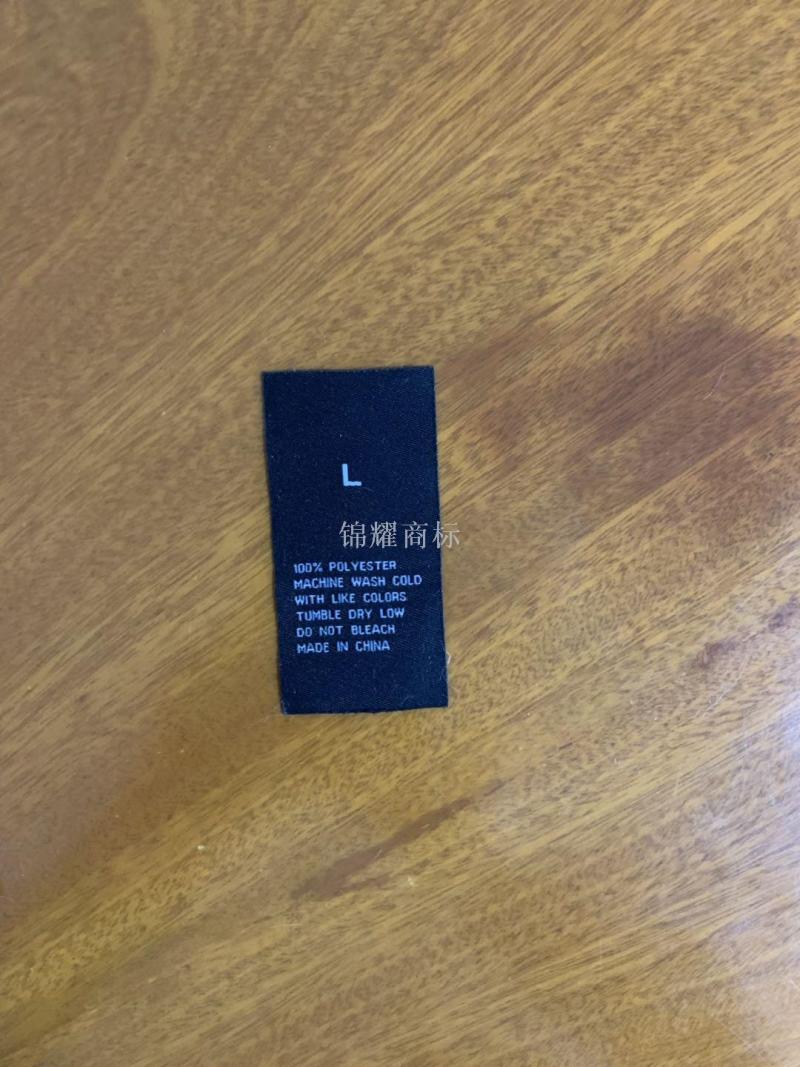 L
锦耀商标
100% POLYESTER
MACHINE WASH COLD
WITH LIKE COLORS
TUMBLE DRY LOW
DO NOT BLEACH
MADE IN CHINA